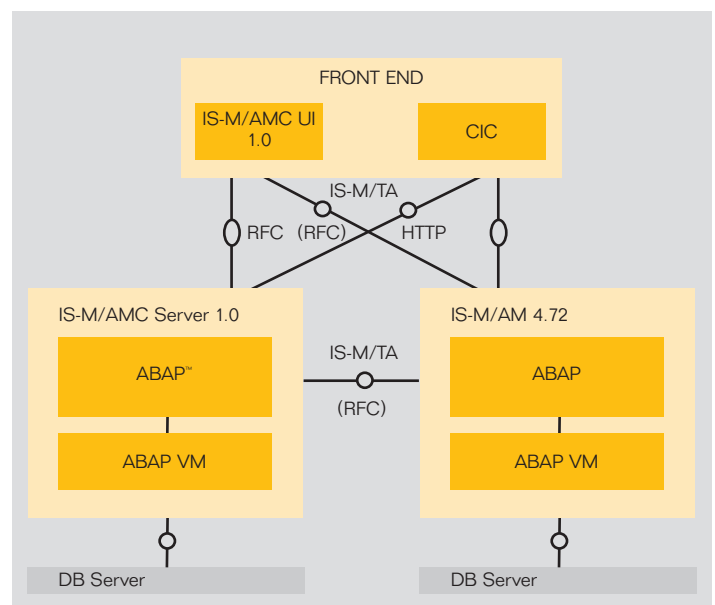 FRONT END
IS-M/AMC UI
1.0
CIC
IS-M/TA
RFC
(RFC)
HTTP
IS-M/AMC Server 1.0
IS-M/AM 4.72
ABAP™
IS-M/TA
ABAP
(RFC)
ABAP VM
ABAP VM
DB Server
DB Server